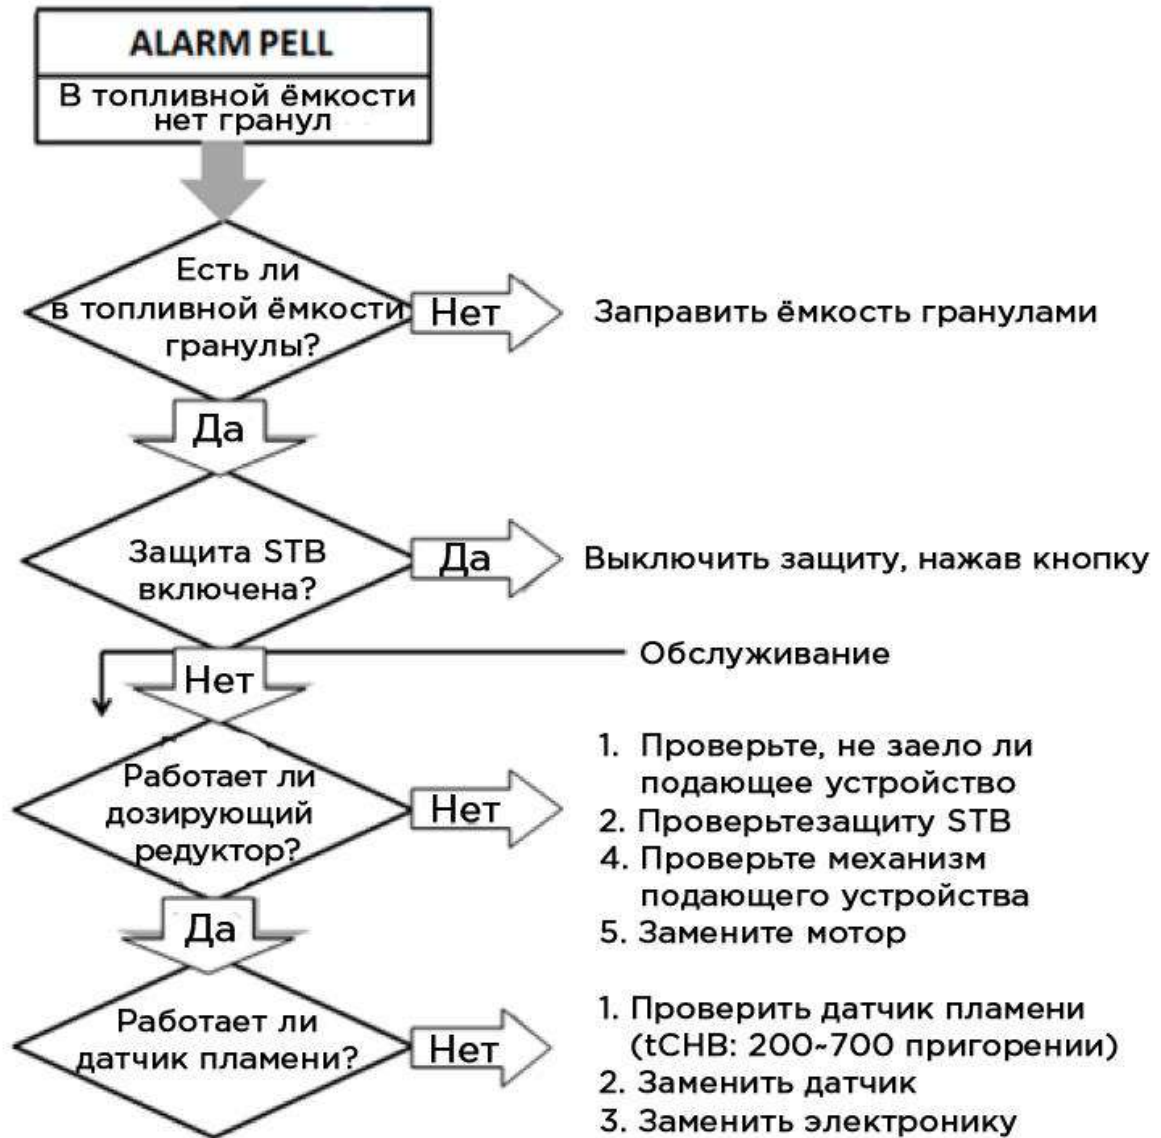 ALARM PELL
В топливной ёмкости
нет гранул
Есть ли
в топливной ёмкости
гранулы?
Нет
Заправить ёмкость гранулами
Да
Защита STB
включена?
Да
Выключить защиту, нажав кнопку
Обслуживание
Нет
Работает ли
дозирующий
редуктор?
Нет
1. Проверьте, не заело ли
подающее устройство
2. Проверьтезащиту STB
4. Проверьте механизм
подающего устройства
5. Замените мотор
Да
Работает ли
датчик пламени?
Нет
1. Проверить датчик пламени
(tCHB: 200~700 пригорении)
2. Заменить датчик
3. Заменить электронику